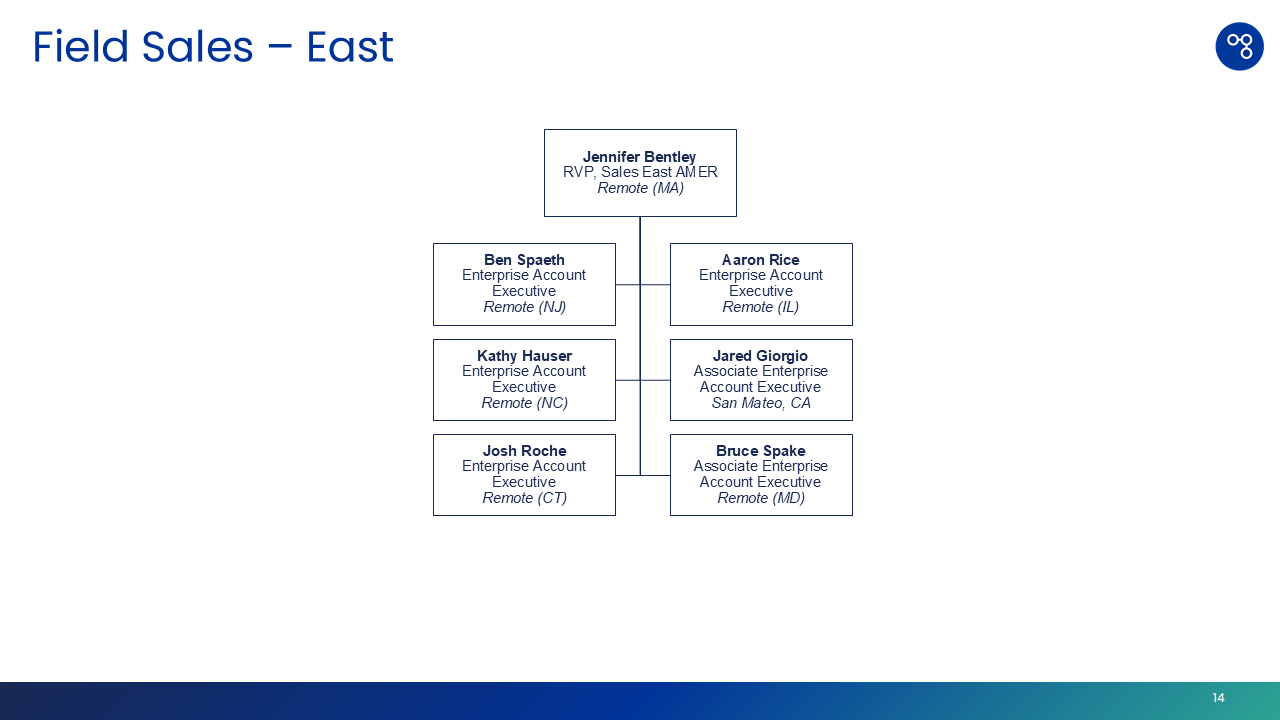 Field Sales – East
Jennifer Bentley
RVP, Sales East AMER
Remote (MA)
Ben Spaeth
Enterprise Account
Executive
Remote (NJ)
Aaron Rice
Enterprise Account
Executive
Remote (IL)
Kathy Hauser
Enterprise Account
Executive
Remote (NC)
Jared Giorgio
Associate Enterprise
Account Executive
San Mateo, CA
Josh Roche
Enterprise Account
Executive
Remote (CT)
Bruce Spake
Associate Enterprise
Account Executive
Remote (MD)
14